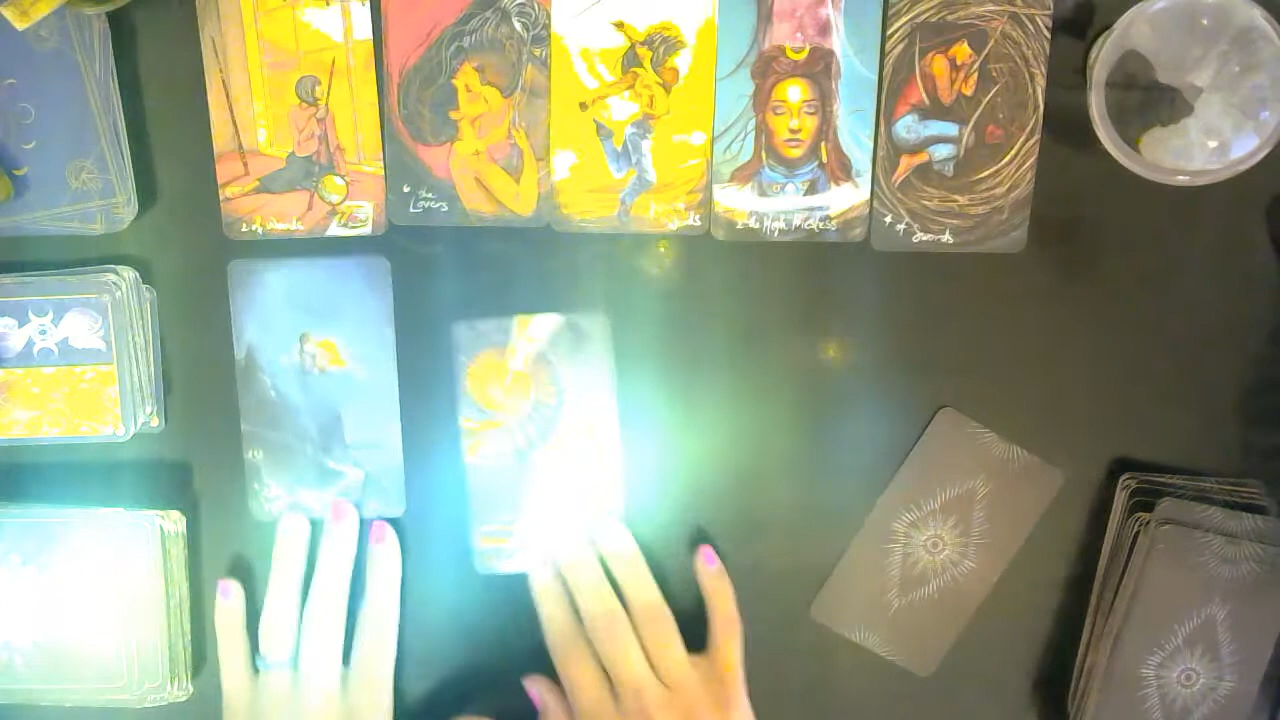 2 of Wands
6 the
Lovers
2 the High Priestess
4 of Swords